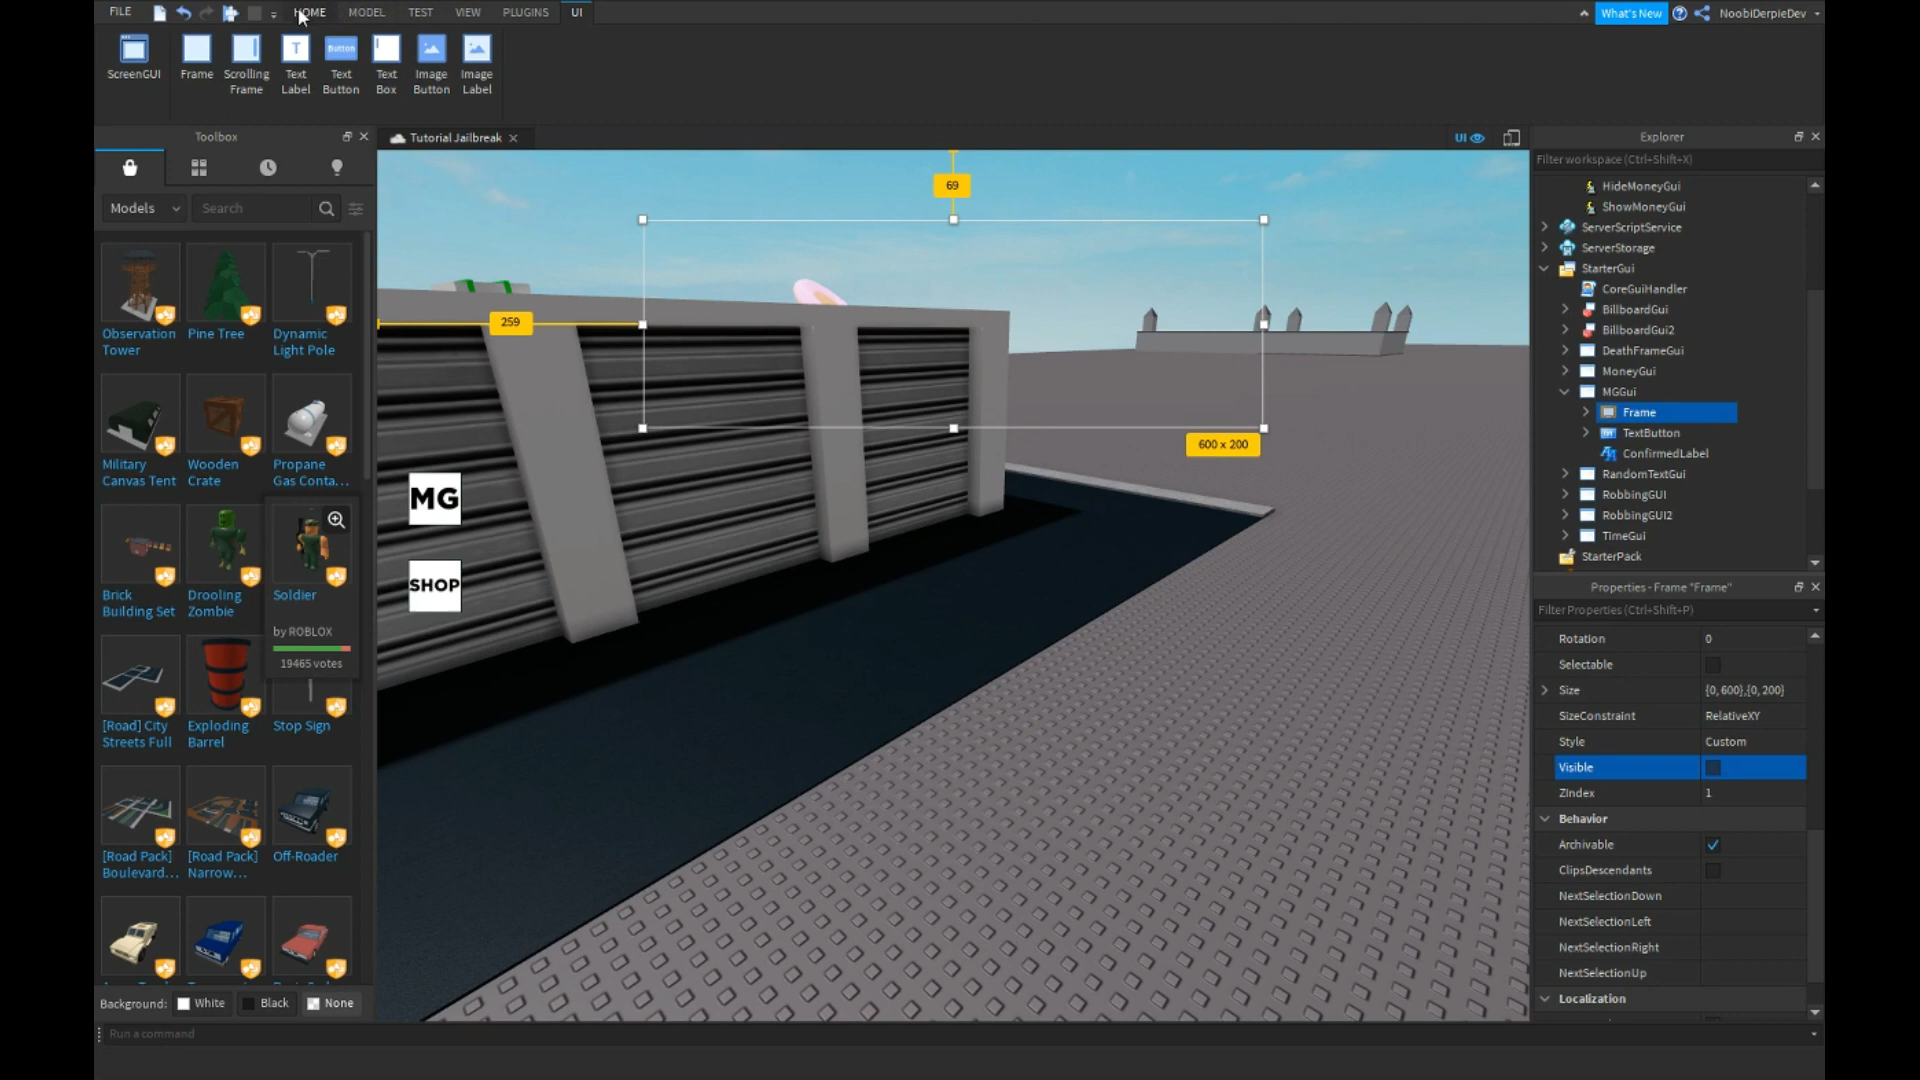 FILE
HOME
MODEL
TEST
VIEW
PLUGINS
UI
What's New
NoobiDerpieDev
ScreenGUI
Frame
Scrolling
Frame
Text
Label
Button
Text
Button
Text
Box
Image
Button
Image
Label
Toolbox
Tutorial Jailbreak
UI
Models
Search
Observation
Tower
Pine Tree
Dynamic
Light Pole
Military
Canvas Tent
Wooden
Crate
Propane
Gas Conta...
Brick
Building Set
Drooling
Zombie
Soldier
by ROBLOX
19465 votes
[Road] City
Streets Full
Exploding
Barrel
Stop Sign
[Road Pack]
Boulevard...
[Road Pack]
Narrow...
Off-Roader
Background:
White
Black
None
Run a command
69
259
600 x 200
MG
SHOP
Explorer
Filter workspace (Ctrl+Shift+X)
HideMoneyGui
ShowMoneyGui
ServerScriptService
ServerStorage
StarterGui
CoreGuiHandler
BillboardGui
BillboardGui2
DeathFrameGui
MoneyGui
MGGui
Frame
TextButton
ConfirmedLabel
RandomTextGui
RobbingGUI
RobbingGUI2
TimeGui
StarterPack
Properties - Frame "Frame"
Filter Properties (Ctrl+Shift+P)
Rotation 0
Selectable
Size {0, 600},{0, 200}
SizeConstraint RelativeXY
Style Custom
Visible
ZIndex 1
Behavior
Archivable
ClipsDescendants
NextSelectionDown
NextSelectionLeft
NextSelectionRight
NextSelectionUp
Localization